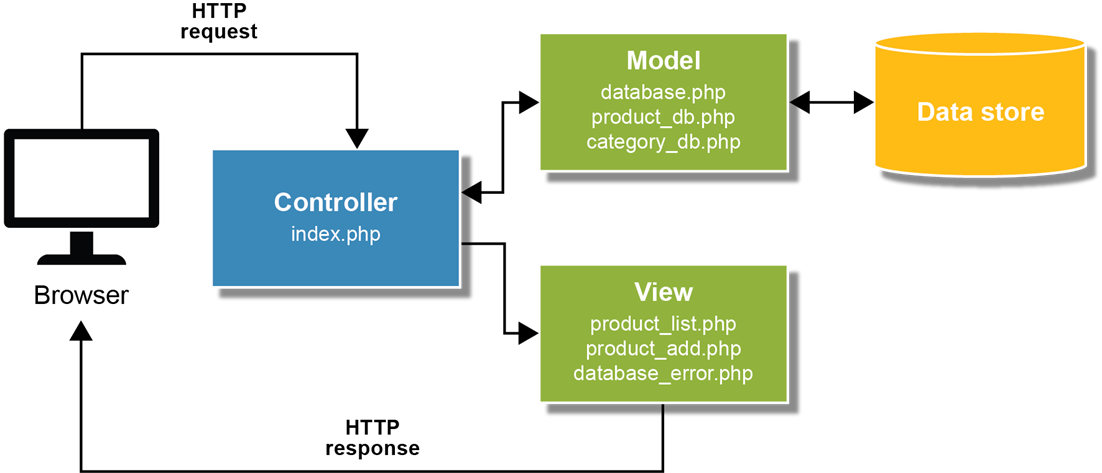 HTTP
request
Model
database.php
product_db.php
category_db.php
Data store
Controller
index.php
Browser
View
product_list.php
product_add.php
database_error.php
HTTP
response